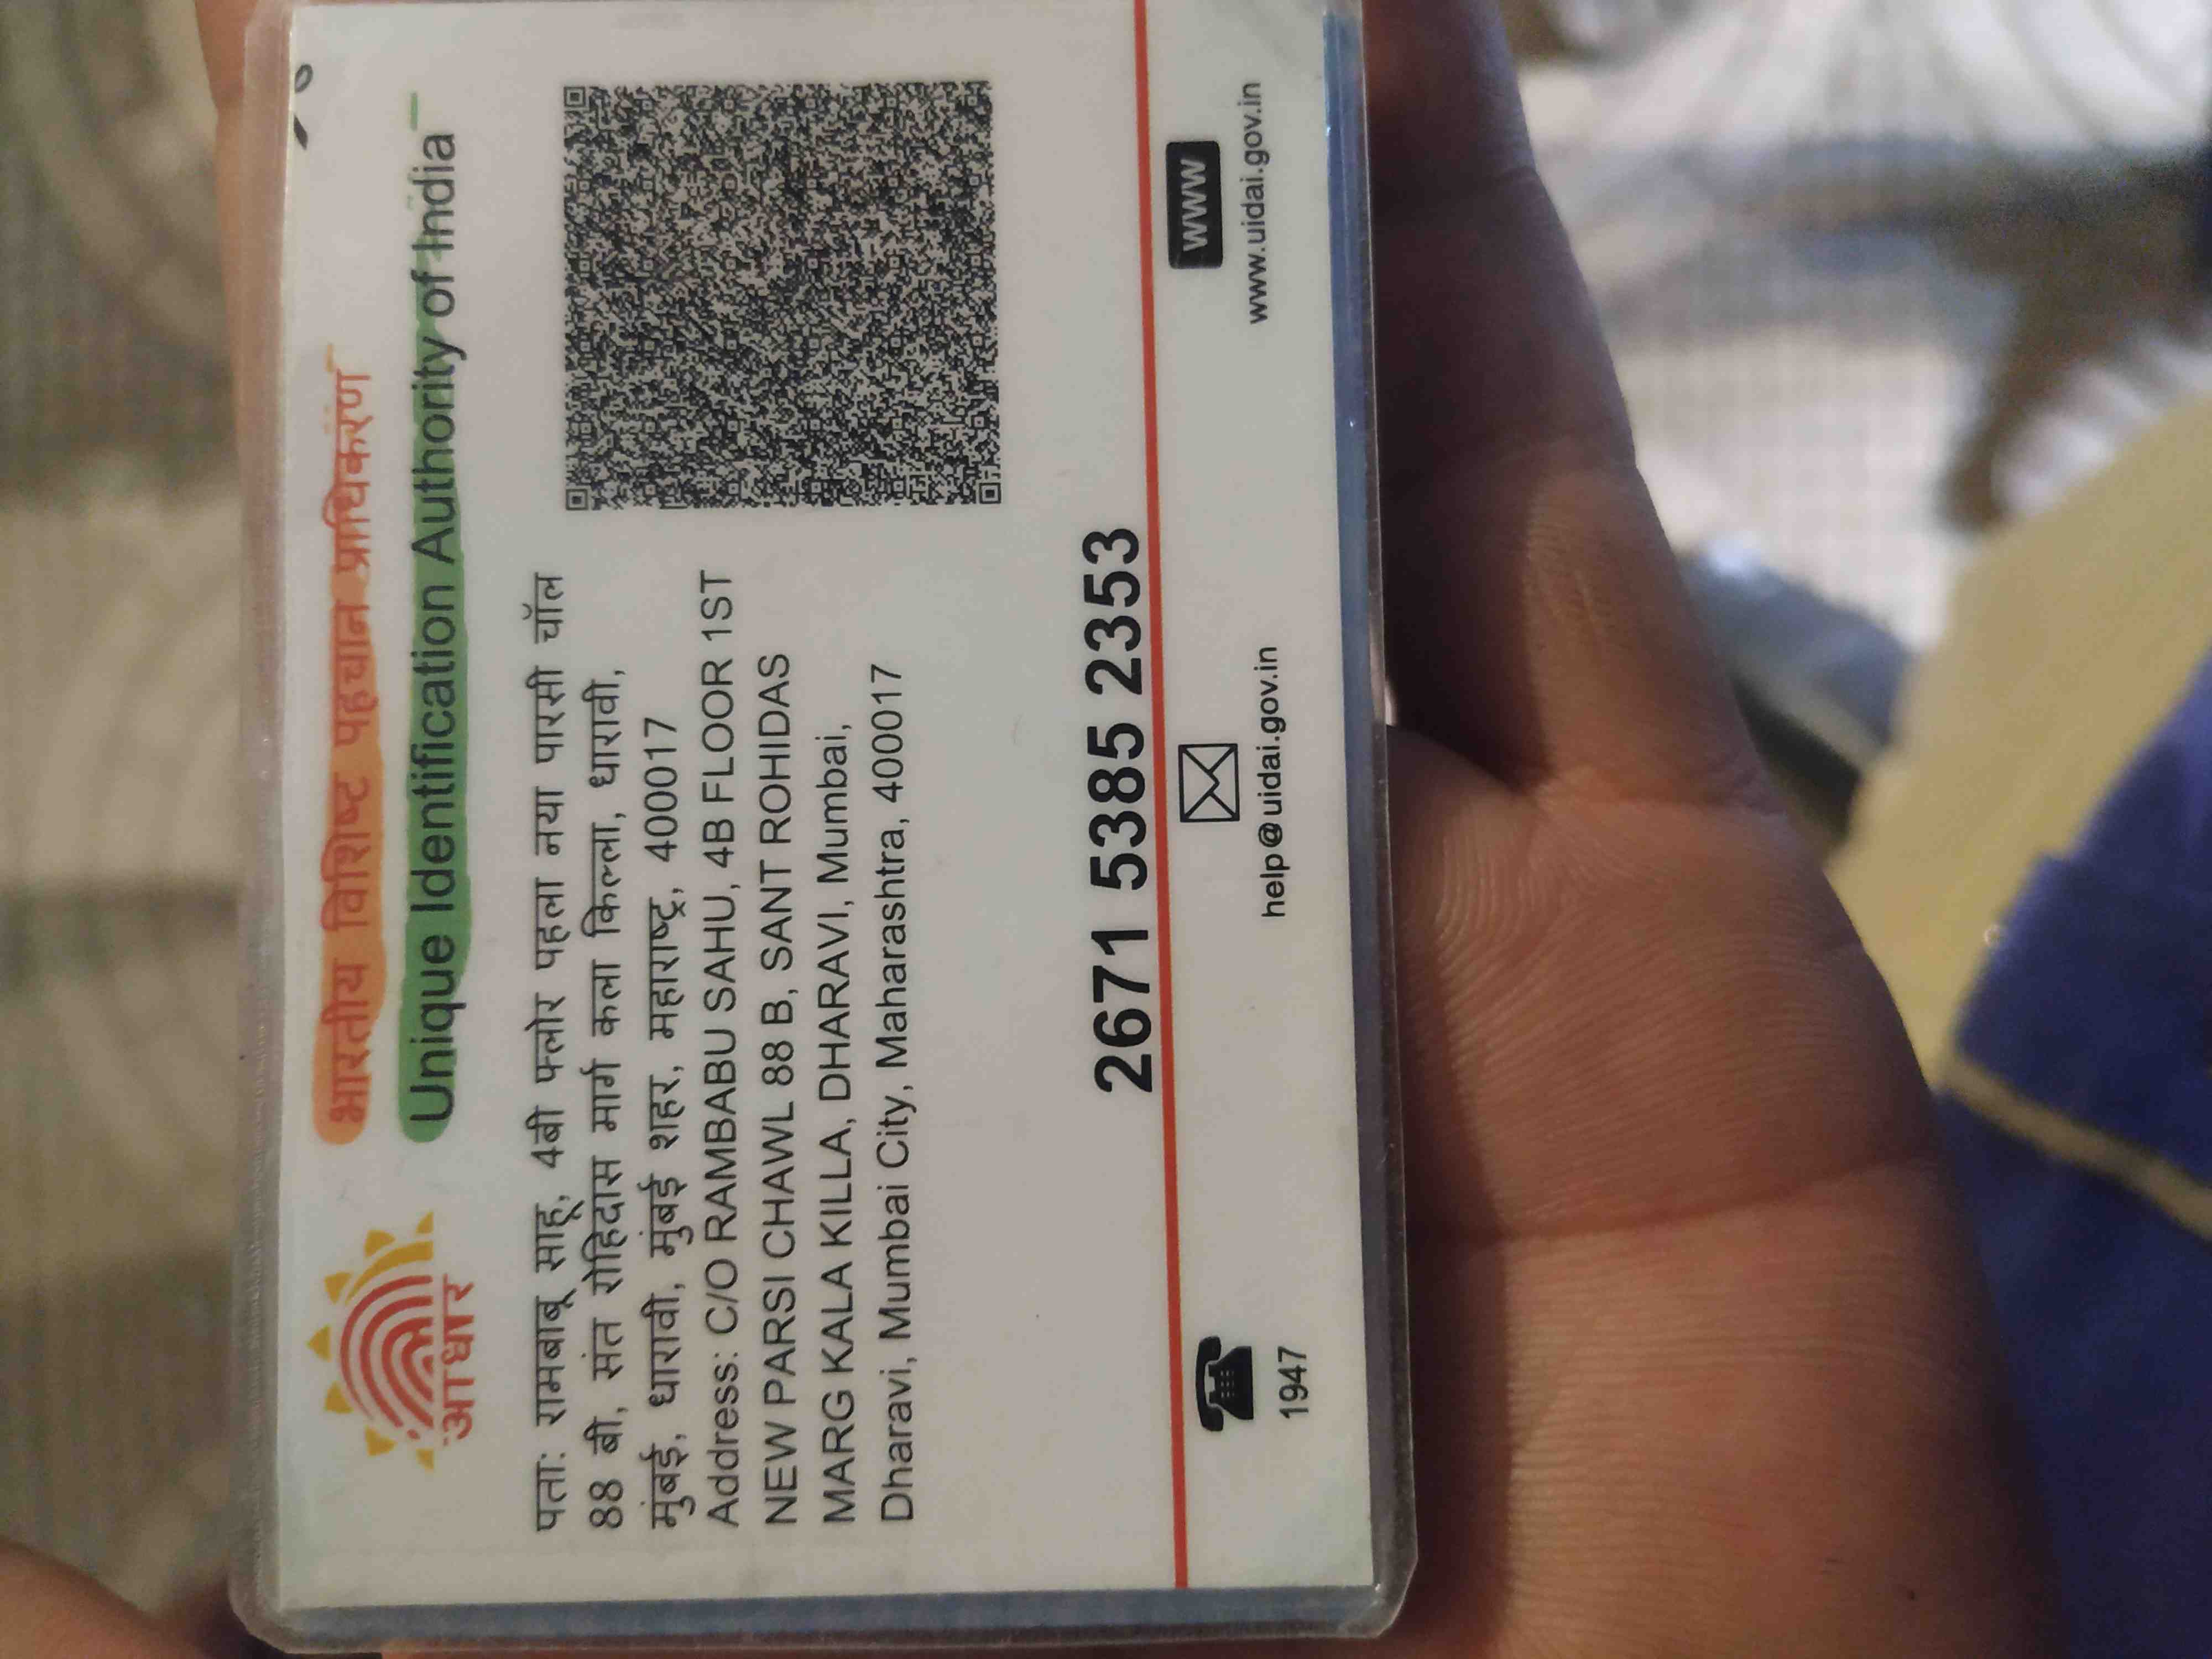 भारतीय विशिष्ट पहचान प्राधिकरण
Unique Identification Authority of India
आधार
पता: रामबाबू साहू, 4बी फ्लोर पहला नया पारसी चॉल
88 बी, संत रोहिदास मार्ग कला किल्ला, धारावी,
मुंबई, धारावी, मुंबई शहर, महाराष्ट्र, 400017
Address: C/O RAMBABU SAHU, 4B FLOOR 1ST
NEW PARSI CHAWL 88 B, SANT ROHIDAS
MARG KALA KILLA, DHARAVI, Mumbai,
Dharavi, Mumbai City, Maharashtra, 400017
2671 5385 2353
WWW
1947
help@uidai.gov.in
www.uidai.gov.in